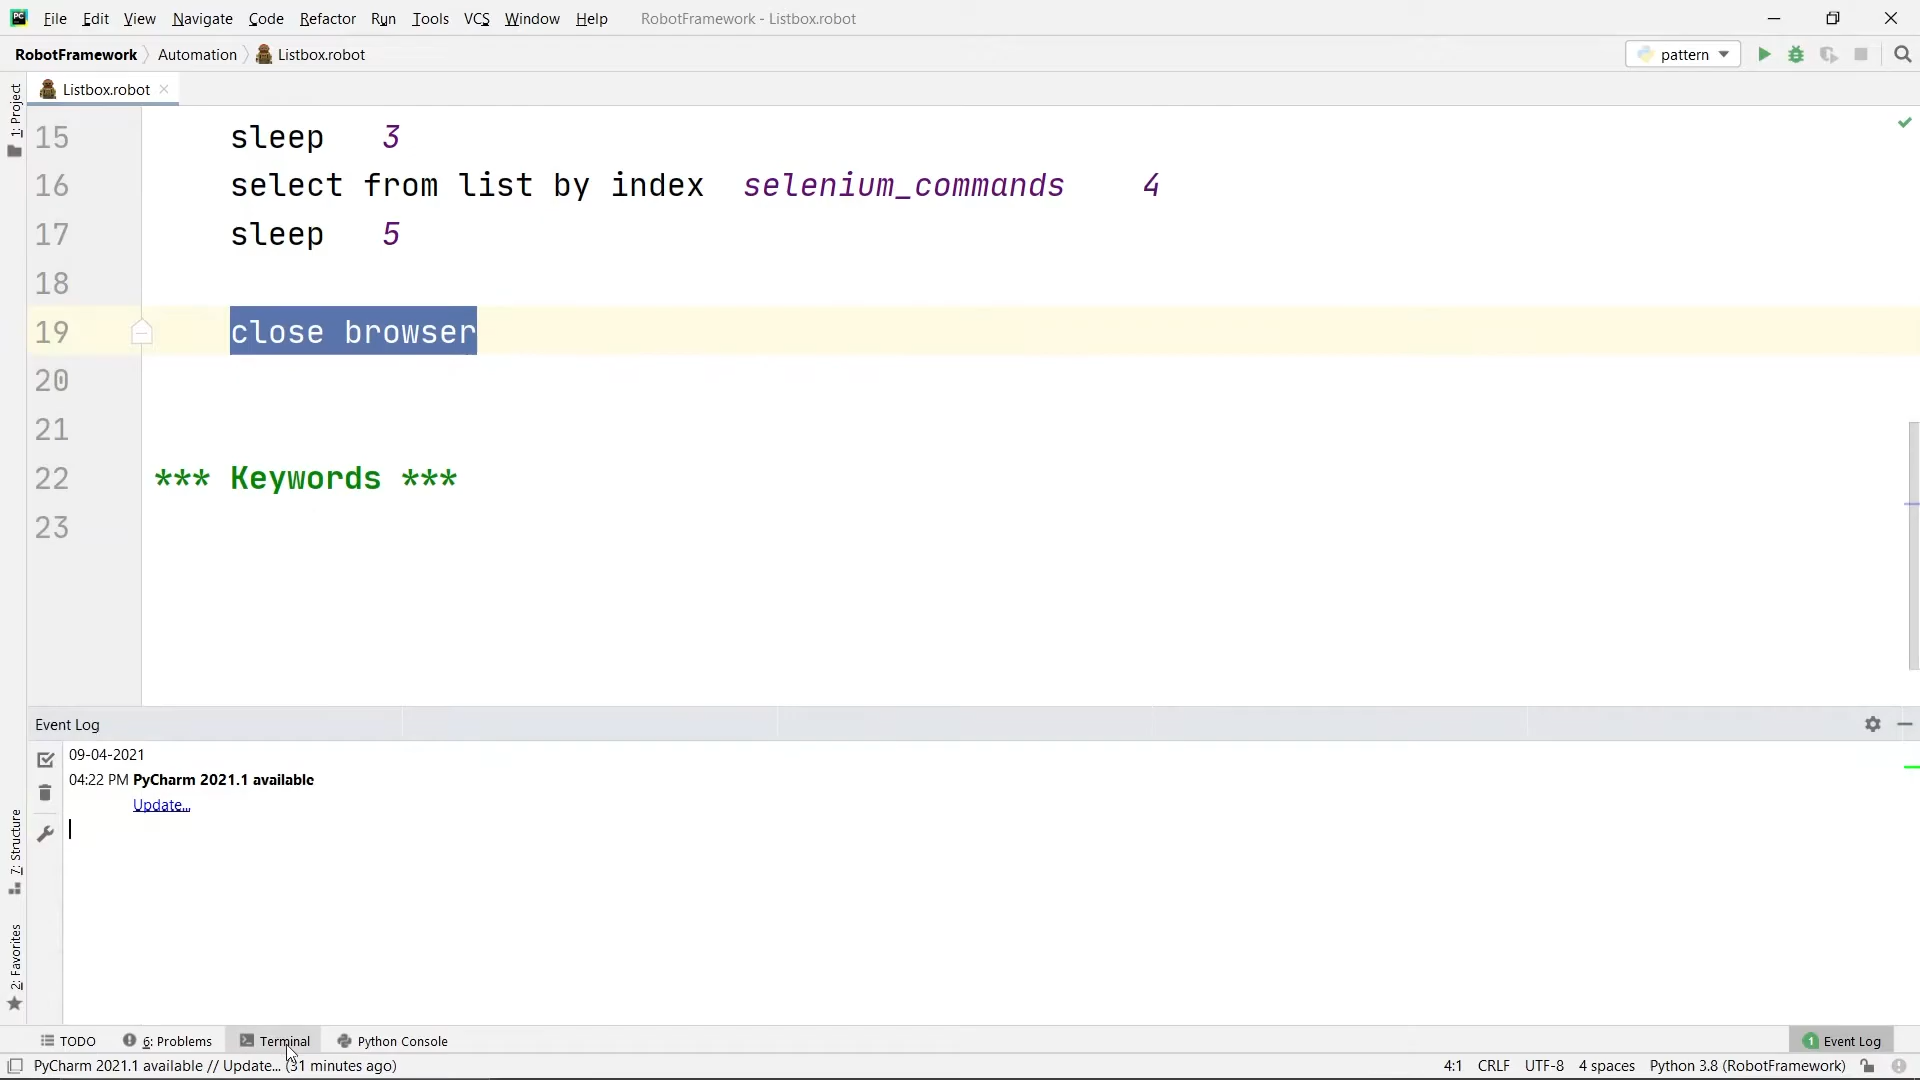 PC File Edit View Navigate Code Refactor Run Tools VCS Window Help RobotFramework - Listbox.robot
RobotFramework Automation Listbox.robot pattern
Listbox.robot
1: Project
15 sleep 3
16 select from list by index selenium_commands 4
17 sleep 5
18
19 close browser
20
21
22 *** Keywords ***
23
Event Log
09-04-2021
04:22 PM PyCharm 2021.1 available
Update...
7: Structure
2: Favorites
TODO 6: Problems Terminal Python Console 1 Event Log
PyCharm 2021.1 available // Update... (31 minutes ago) 4:1 CRLF UTF-8 4 spaces Python 3.8 (RobotFramework)